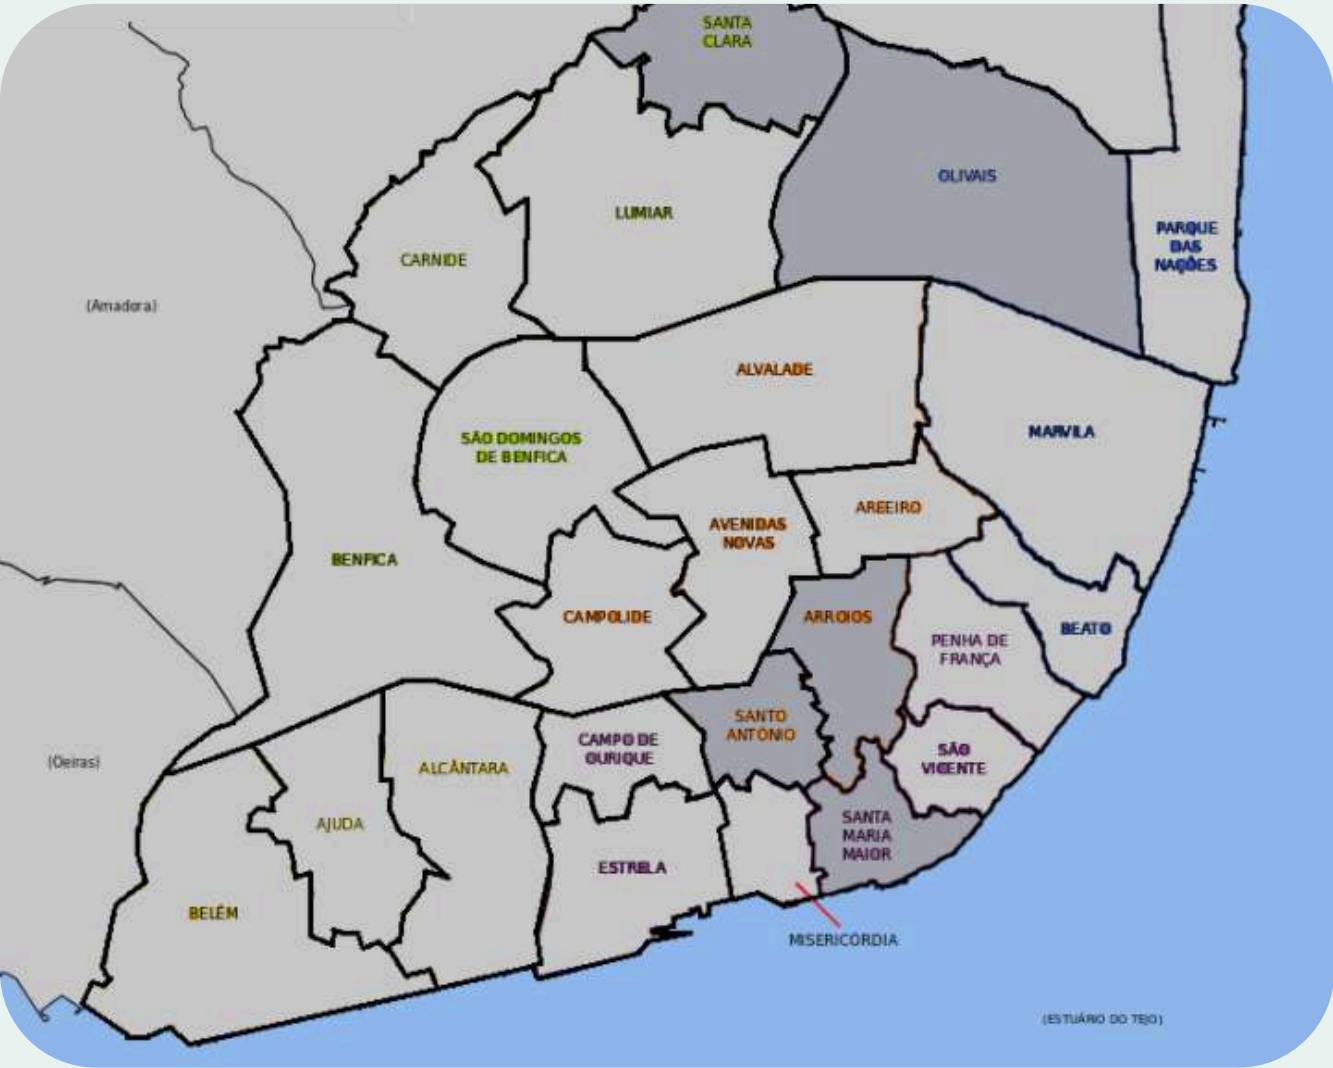 SANTA
CLARA
OLIVAIS
LUMIAR
PARQUE
DAS
NAÇÕES
CARNIDE
(Amadora)
ALVALADE
MARVILA
SÃO DOMINGOS
DE BENFICA
AREEIRO
AVENIDAS
NOVAS
BENFICA
CAMPOLIDE
ARROIOS
BEATO
PENHA DE
FRANÇA
SANTO
ANTÓNIO
CAMPO DE
OURIQUE
SÃO
VICENTE
(Oeiras)
ALCÂNTARA
AJUDA
SANTA
MARIA
MAIOR
ESTRELA
BELÉM
MISERICÓRDIA
(ESTUÁRIO DO TEJO)